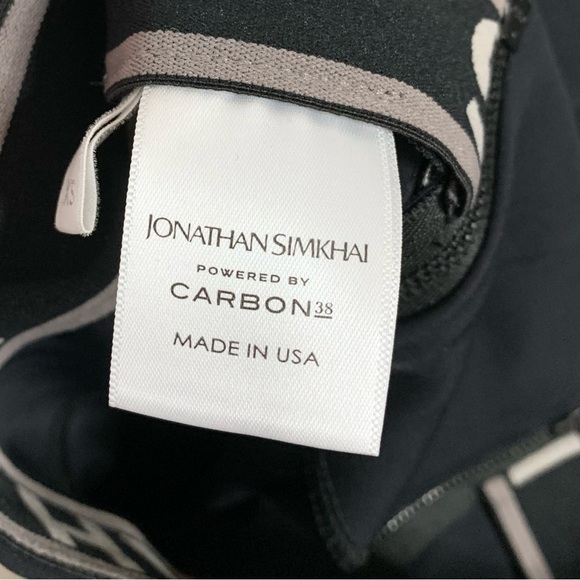 JONATHAN SIMKHAI
POWERED BY
CARBON38
MADE IN USA